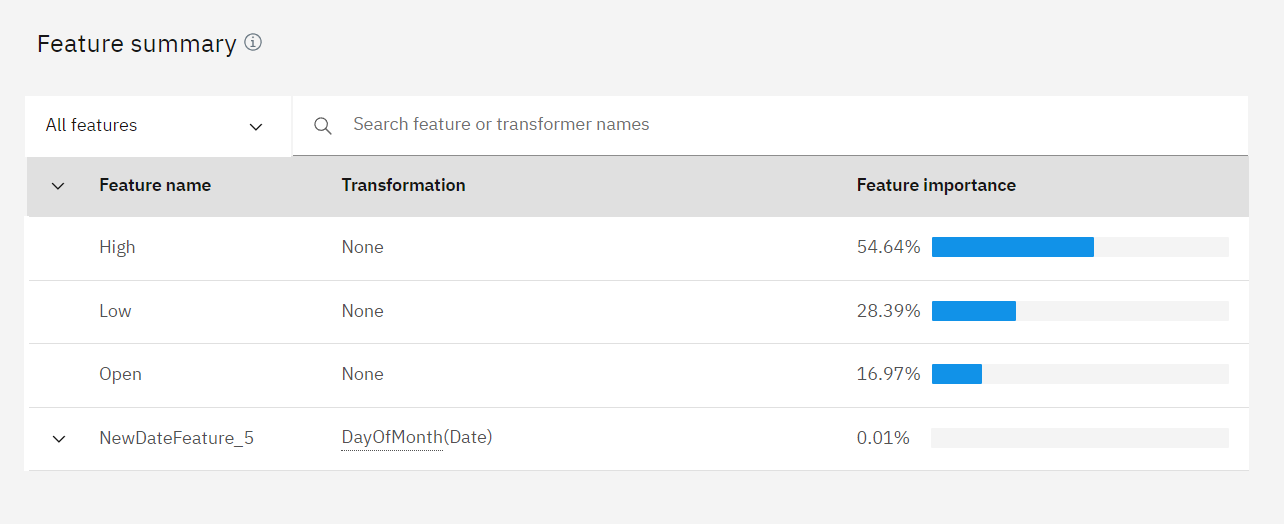 Feature summary
All features Search feature or transformer names
Feature name Transformation Feature importance
High None 54.64%
Low None 28.39%
Open None 16.97%
NewDateFeature_5 DayOfMonth(Date) 0.01%